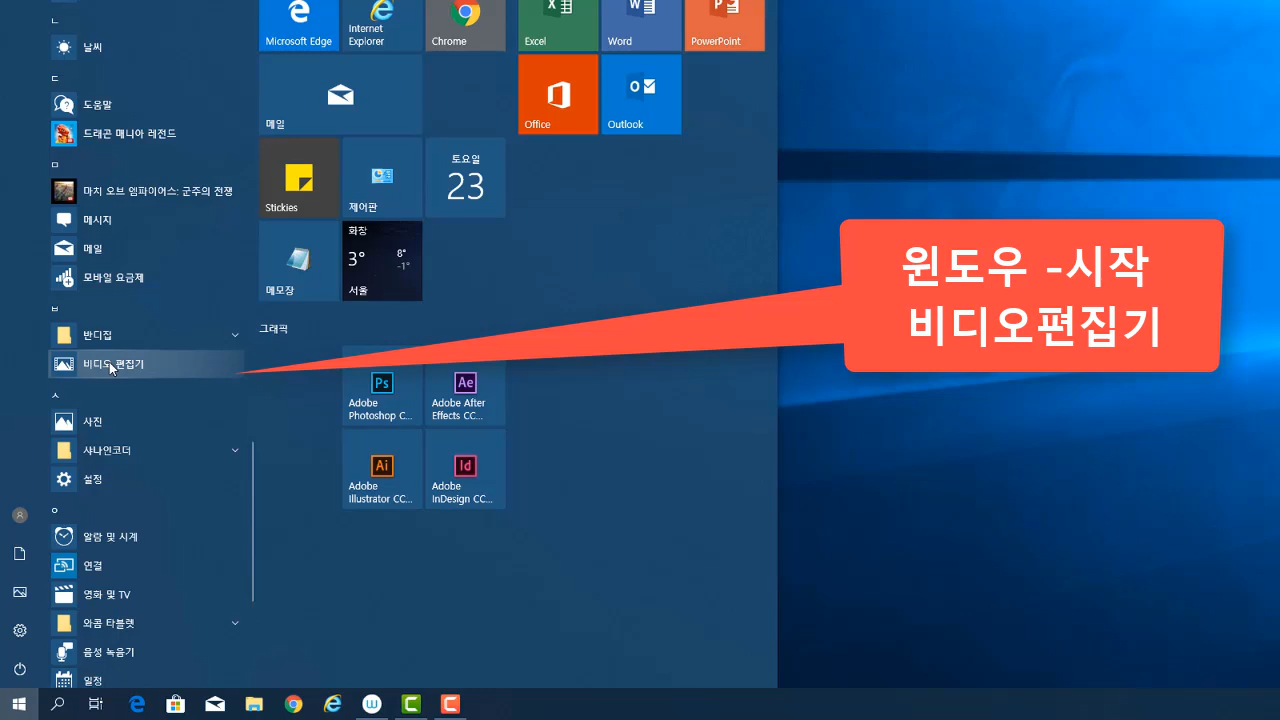 ㄴ
날씨
ㄷ
도움말
드래곤 매니아 레전드
ㅁ
마치 오브 엠파이어스: 군주의 전쟁
메시지
메일
모바일 요금제
ㅂ
반디집
비디오 편집기
ㅅ
사진
샤나인코더
설정
ㅇ
알람 및 시계
연결
영화 및 TV
와콤 타블렛
음성 녹음기
일정
Microsoft Edge
Internet
Explorer
Chrome
메일
Stickies
제어판
토요일
23
메모장
화창
3°
8°
-1°
서울
Excel
Word
PowerPoint
Office
Outlook
그래픽
Ps
Adobe
Photoshop C...
Ae
Adobe After
Effects CC...
Ai
Adobe
Illustrator CC...
Id
Adobe
InDesign CC...
윈도우 -시작
비디오편집기